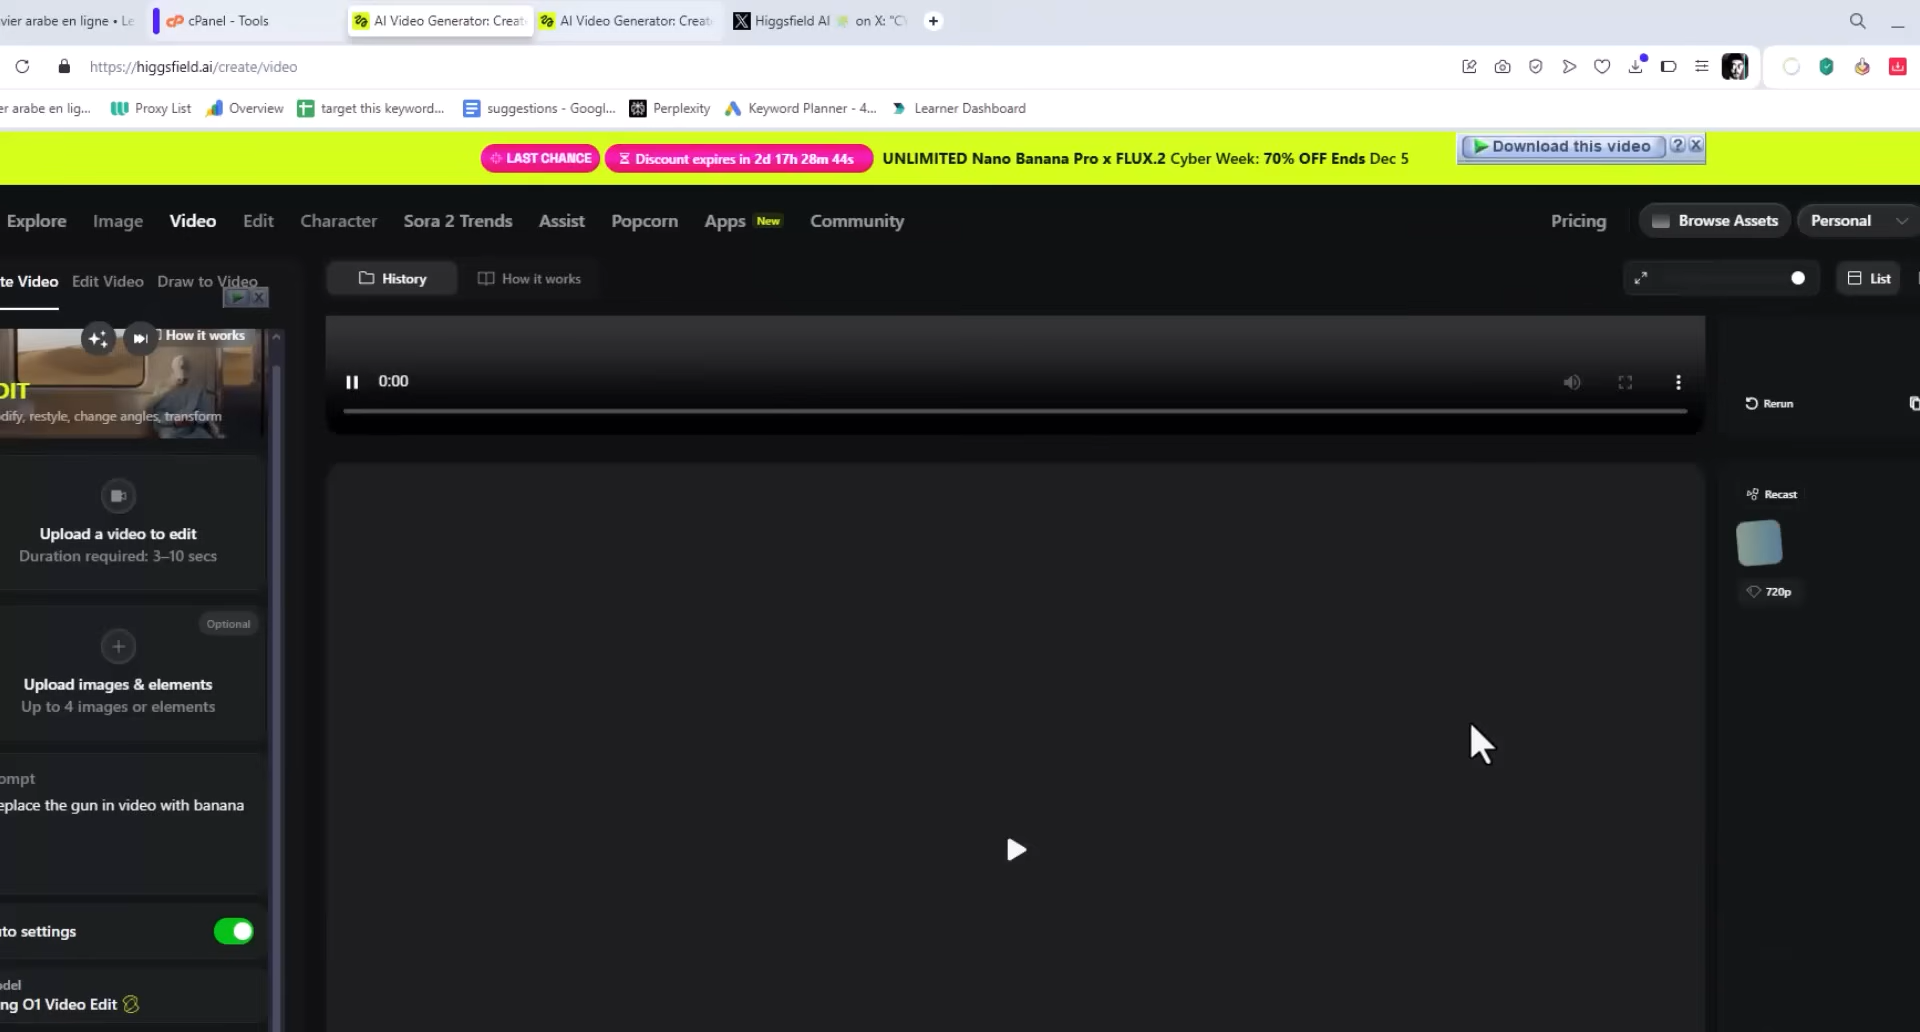 vier arabe en ligne • Le
cPanel - Tools
AI Video Generator: Creat
AI Video Generator: Creat
Higgsfield AI on X: "C
https://higgsfield.ai/create/video
er arabe en lig...
Proxy List
Overview
target this keyword...
suggestions - Googl...
Perplexity
Keyword Planner - 4...
Learner Dashboard
LAST CHANCE
Discount expires in 2d 17h 28m 44s
UNLIMITED Nano Banana Pro x FLUX.2 Cyber Week: 70% OFF Ends Dec 5
Download this video
?
X
Explore
Image
Video
Edit
Character
Sora 2 Trends
Assist
Popcorn
Apps New
Community
Pricing
Browse Assets
Personal
te Video
Edit Video
Draw to Video
History
How it works
List
How it works
DIT
dify, restyle, change angles, transform
0:00
Rerun
Upload a video to edit
Duration required: 3–10 secs
Recast
720p
Optional
Upload images & elements
Up to 4 images or elements
ompt
eplace the gun in video with banana
uto settings
odel
ng O1 Video Edit